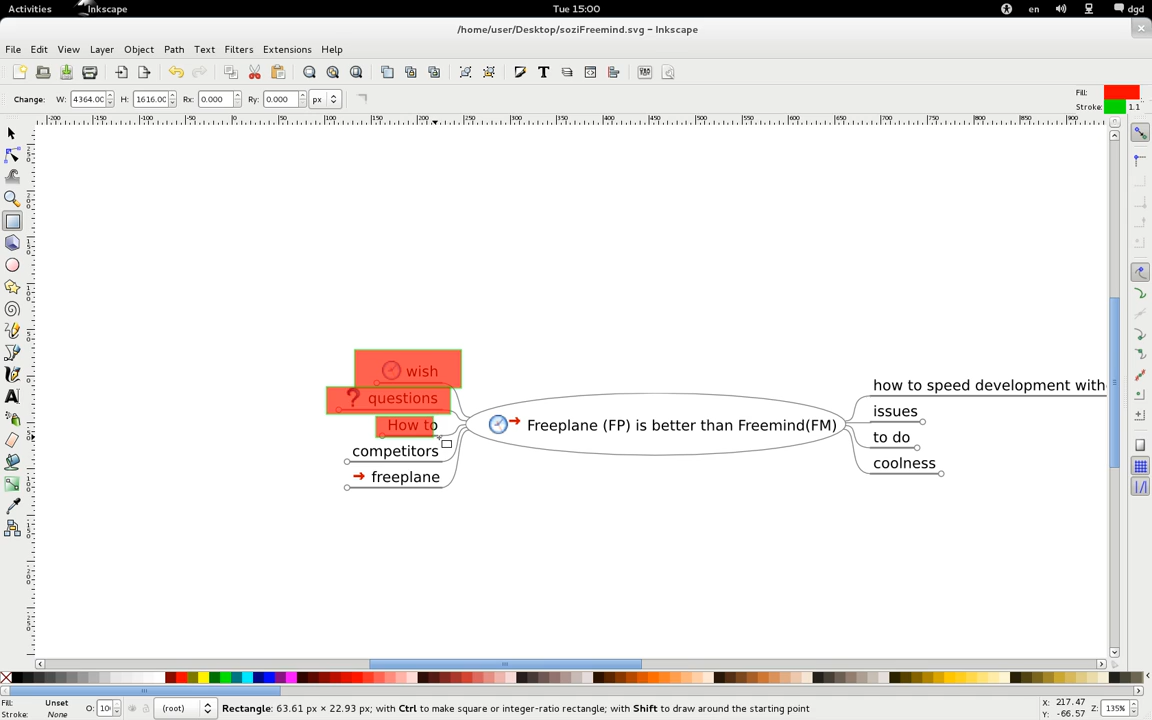 Activities Inkscape Tue 15:00 en dgd
/home/user/Desktop/soziFreemind.svg – Inkscape
File Edit View Layer Object Path Text Filters Extensions Help
Change: W: 4364.00 H: 1616.00 Rx: 0.000 Ry: 0.000 px Fill:
Stroke: 1.1
wish
how to speed development with
? questions
issues
How to
Freeplane (FP) is better than Freemind(FM)
to do
competitors
coolness
freeplane
Fill: Unset
Stroke: None
O: 10 (root) Rectangle: 63.61 px × 22.93 px; with Ctrl to make square or integer-ratio rectangle; with Shift to draw around the starting point
X: 217.47
Y: -66.57
Z: 135%